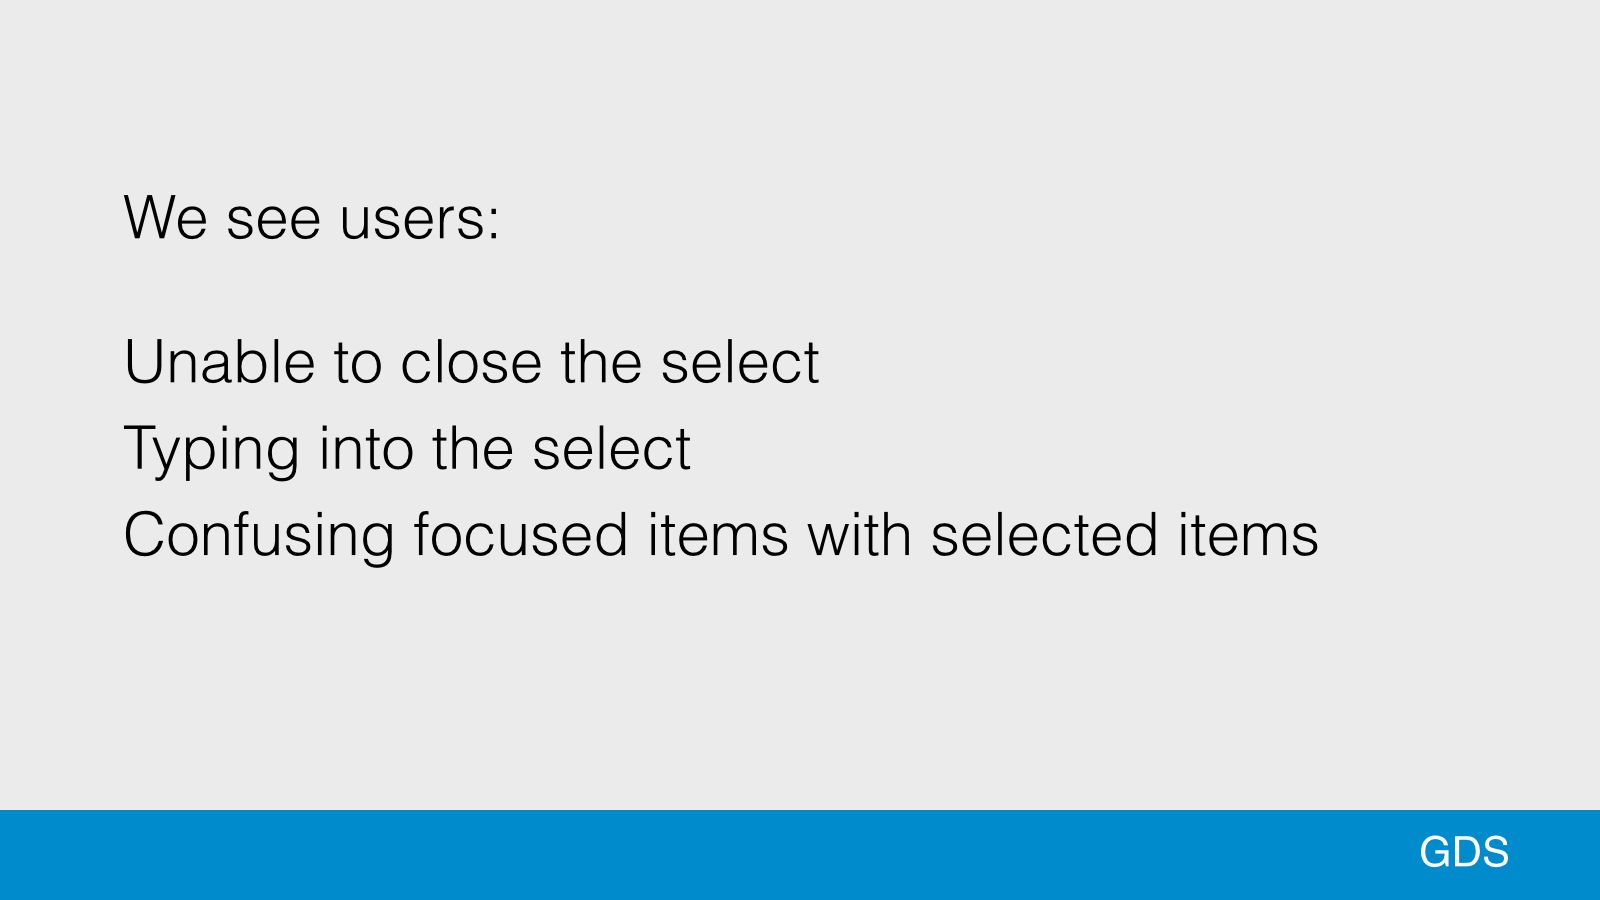 We see users:
Unable to close the select
Typing into the select
Confusing focused items with selected items
GDS